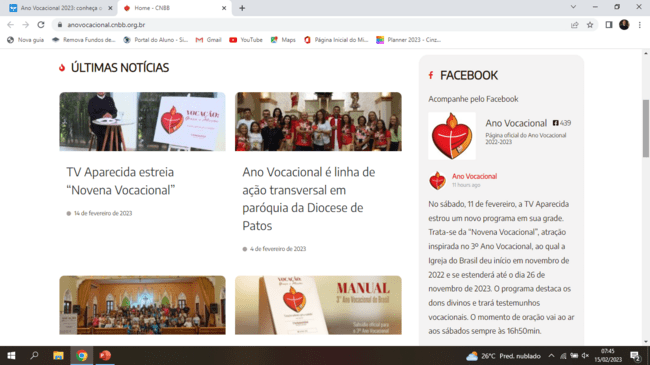 Ano Vocacional 2023: conheça o
Home - CNBB
anovocacional.cnbb.org.br
Nova guia
Remova Fundos de...
Portal do Aluno - Si...
Gmail
YouTube
Maps
Página Inicial do Mi...
Planner 2023 - Cinz...
ÚLTIMAS NOTÍCIAS
VOCAÇÃO:
TV Aparecida estreia
“Novena Vocacional”
14 de fevereiro de 2023
Ano Vocacional é linha de
ação transversal em
paróquia da Diocese de
Patos
4 de fevereiro de 2023
VOCAÇÃO:
MANUAL
3º Ano Vocacional do Brasil
FACEBOOK
Acompanhe pelo Facebook
Ano Vocacional
439
Página oficial do Ano Vocacional
2022-2023
Ano Vocacional
11 hours ago
No sábado, 11 de fevereiro, a TV Aparecida
estreou um novo programa em sua grade.
Trata-se da “Novena Vocacional”, atração
inspirada no 3º Ano Vocacional, ao qual a
Igreja do Brasil deu início em novembro de
2022 e se estenderá até o dia 26 de
novembro de 2023. O programa destaca os
dons divinos e trará testemunhos
vocacionais. O momento de oração vai ao ar
aos sábados sempre às 16h50min.
26°C Pred. nublado
07:45
15/02/2023
2